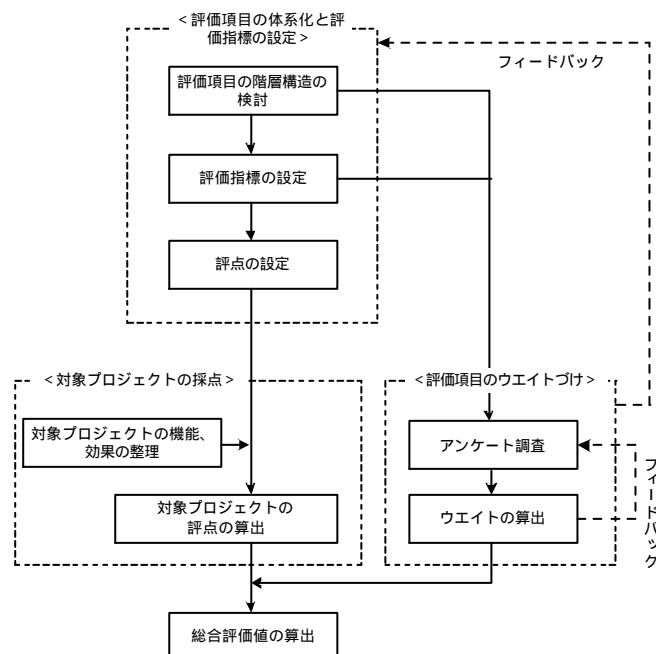 ＜評価項目の体系化と評
価指標の設定＞
フィードバック
評価項目の階層構造の
検討
評価指標の設定
評点の設定
＜対象プロジェクトの採点＞
＜評価項目のウエイトづけ＞
対象プロジェクトの機能、
効果の整理
アンケート調査
フィードバック
対象プロジェクトの
評点の算出
ウエイトの算出
総合評価値の算出